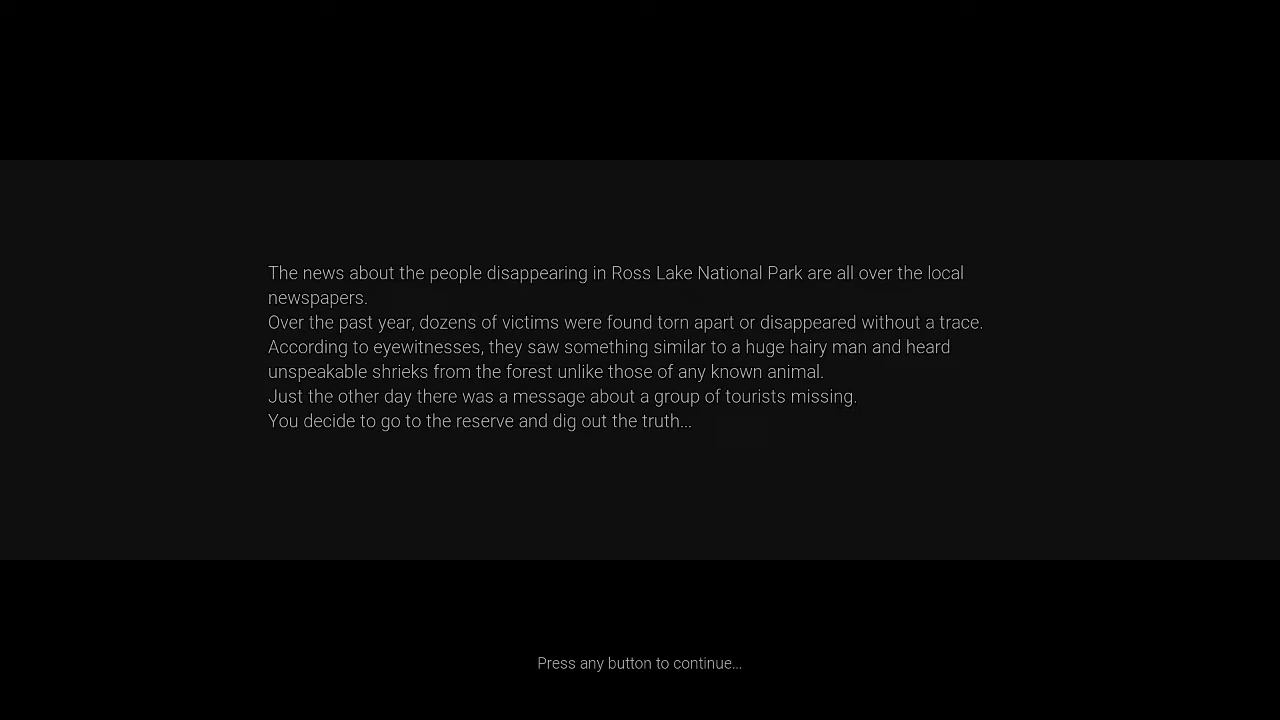 The news about the people disappearing in Ross Lake National Park are all over the local
newspapers.
Over the past year, dozens of victims were found torn apart or disappeared without a trace.
According to eyewitnesses, they saw something similar to a huge hairy man and heard
unspeakable shrieks from the forest unlike those of any known animal.
Just the other day there was a message about a group of tourists missing.
You decide to go to the reserve and dig out the truth...
Press any button to continue...